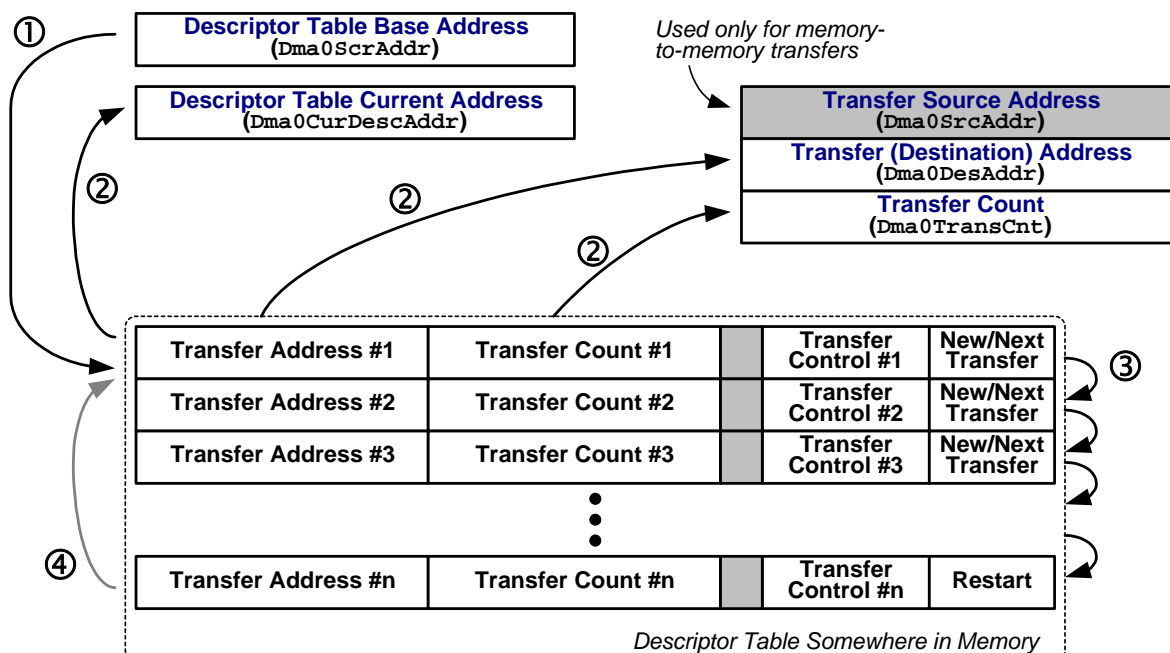 ①
Descriptor Table Base Address
(Dma0ScrAddr)
Used only for memory-
to-memory transfers
Descriptor Table Current Address
(Dma0CurDescAddr)
Transfer Source Address
(Dma0SrcAddr)
Transfer (Destination) Address
(Dma0DesAddr)
Transfer Count
(Dma0TransCnt)
②
②
②
Transfer Address #1
Transfer Count #1
Transfer
Control #1
New/Next
Transfer
③
Transfer Address #2
Transfer Count #2
Transfer
Control #2
New/Next
Transfer
Transfer Address #3
Transfer Count #3
Transfer
Control #3
New/Next
Transfer
④
Transfer Address #n
Transfer Count #n
Transfer
Control #n
Restart
Descriptor Table Somewhere in Memory